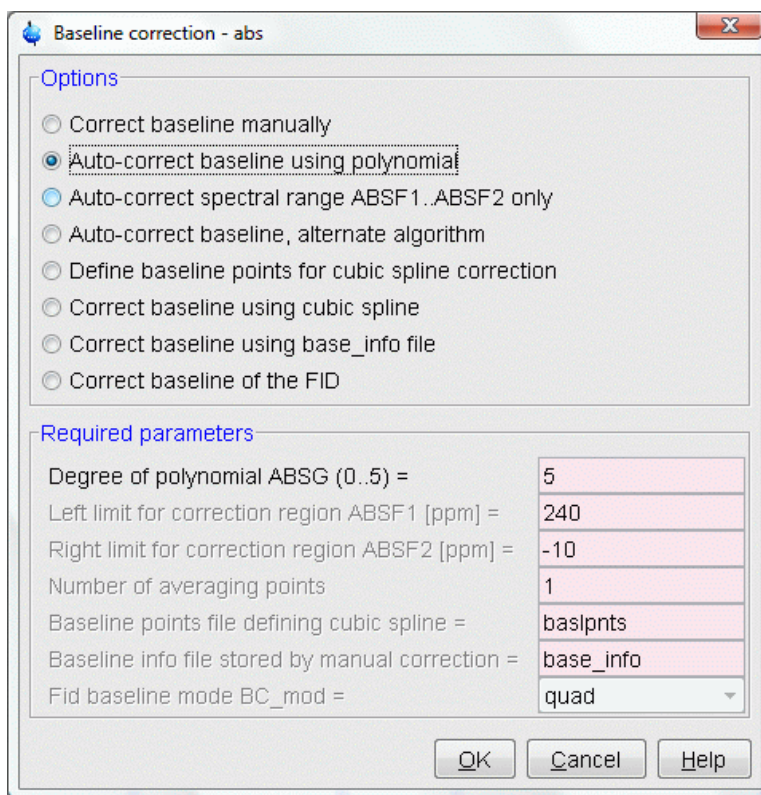 Baseline correction - abs
Options
Correct baseline manually
Auto-correct baseline using polynomial
Auto-correct spectral range ABSF1..ABSF2 only
Auto-correct baseline, alternate algorithm
Define baseline points for cubic spline correction
Correct baseline using cubic spline
Correct baseline using base_info file
Correct baseline of the FID
Required parameters
Degree of polynomial ABSG (0..5) = 5
Left limit for correction region ABSF1 [ppm] = 240
Right limit for correction region ABSF2 [ppm] = -10
Number of averaging points 1
Baseline points file defining cubic spline = baslpnts
Baseline info file stored by manual correction = base_info
Fid baseline mode BC_mod = quad
OK Cancel Help